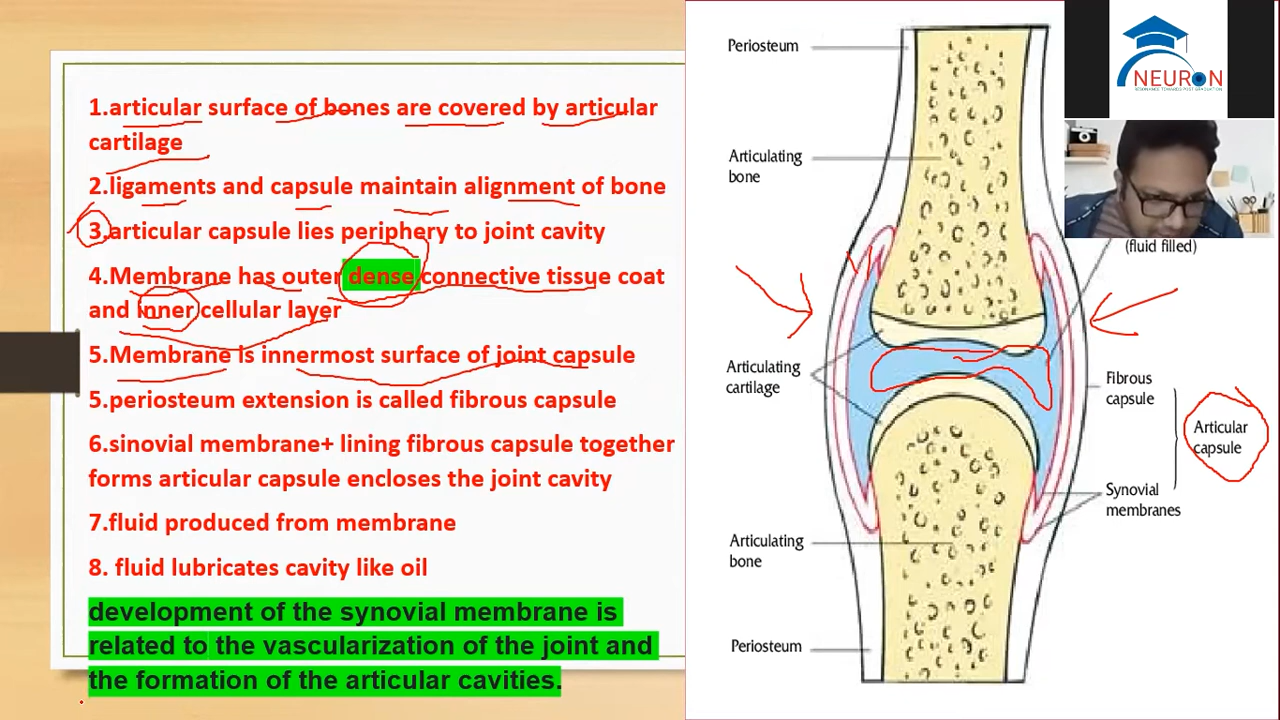 1.articular surface of bones are covered by articular
cartilage
2.ligaments and capsule maintain alignment of bone
3.articular capsule lies periphery to joint cavity
4.Membrane has outer dense connective tissue coat
and inner cellular layer
5.Membrane is innermost surface of joint capsule
5.periosteum extension is called fibrous capsule
6.sinovial membrane+ lining fibrous capsule together
forms articular capsule encloses the joint cavity
7.fluid produced from membrane
8. fluid lubricates cavity like oil
development of the synovial membrane is
related to the vascularization of the joint and
the formation of the articular cavities.
Periosteum
Articulating
bone
Articulating
cartilage
Articulating
bone
Periosteum
(fluid filled)
Fibrous
capsule
Articular
capsule
Synovial
membranes
NEURON
RESONANCE TOWARDS POST GRADUATION